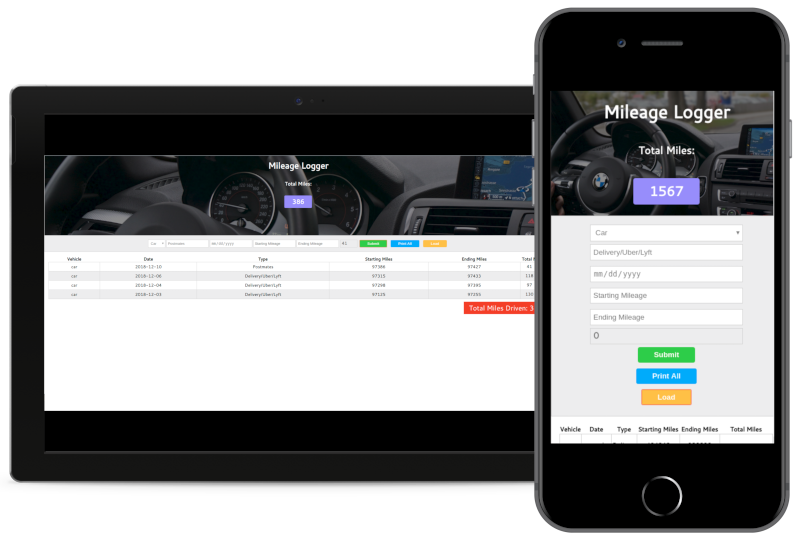 Mileage Logger
Total Miles:
386
Car Postmates mm/dd/yyyy Starting Mileage Ending Mileage 41 Submit Print All Load
Vehicle Date Type Starting Miles Ending Miles Total
car 2018-12-10 Postmates 97386 97427 41
car 2018-12-06 Delivery/Uber/Lyft 97315 97433 118
car 2018-12-04 Delivery/Uber/Lyft 97298 97395 97
car 2018-12-03 Delivery/Uber/Lyft 97125 97255
Total Miles Driven: 3
Mileage Logger
Total Miles:
1567
Car
Delivery/Uber/Lyft
mm/dd/yyyy
Starting Mileage
Ending Mileage
0
Submit
Print All
Load
Vehicle Date Type Starting Miles Ending Miles Total Miles